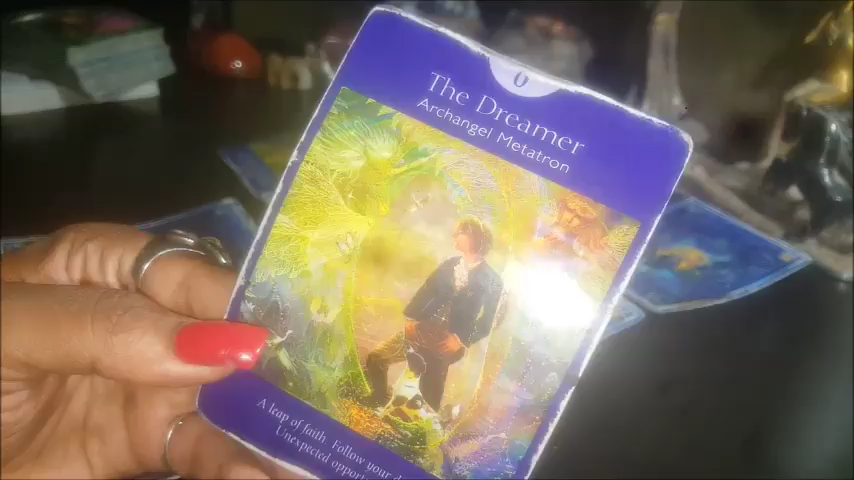 0
The Dreamer
Archangel Metatron
A leap of faith. Follow your
Unexpected